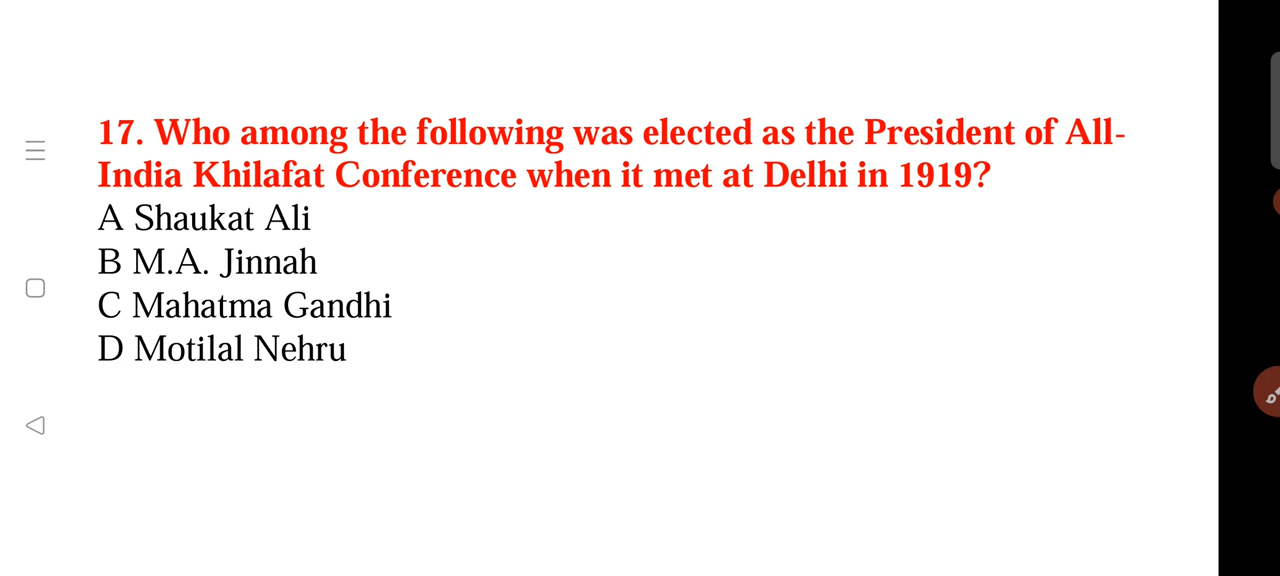 17. Who among the following was elected as the President of All-
India Khilafat Conference when it met at Delhi in 1919?
A Shaukat Ali
B M.A. Jinnah
C Mahatma Gandhi
D Motilal Nehru